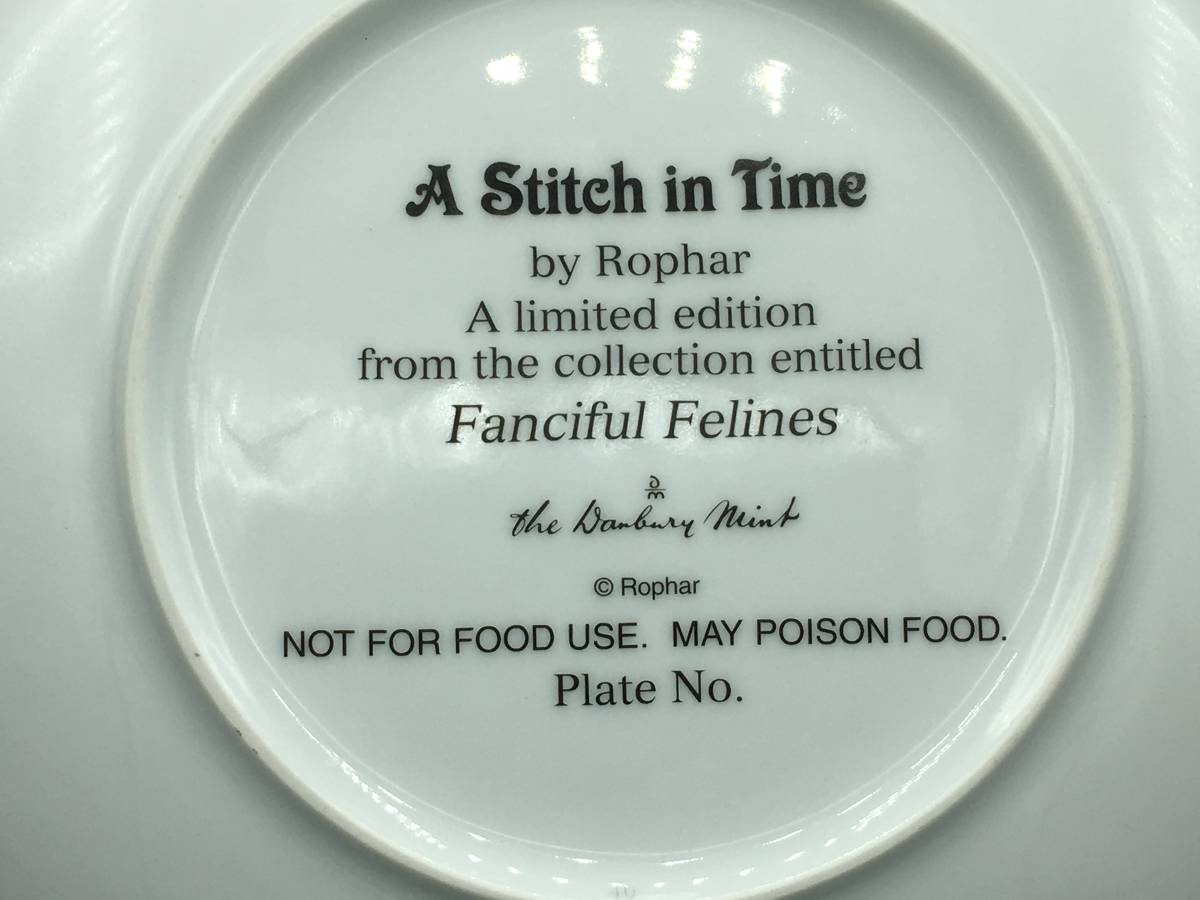 A Stitch in Time
by Rophar
A limited edition
from the collection entitled
Fanciful Felines
the Danbury Mint
© Rophar
NOT FOR FOOD USE. MAY POISON FOOD.
Plate No.